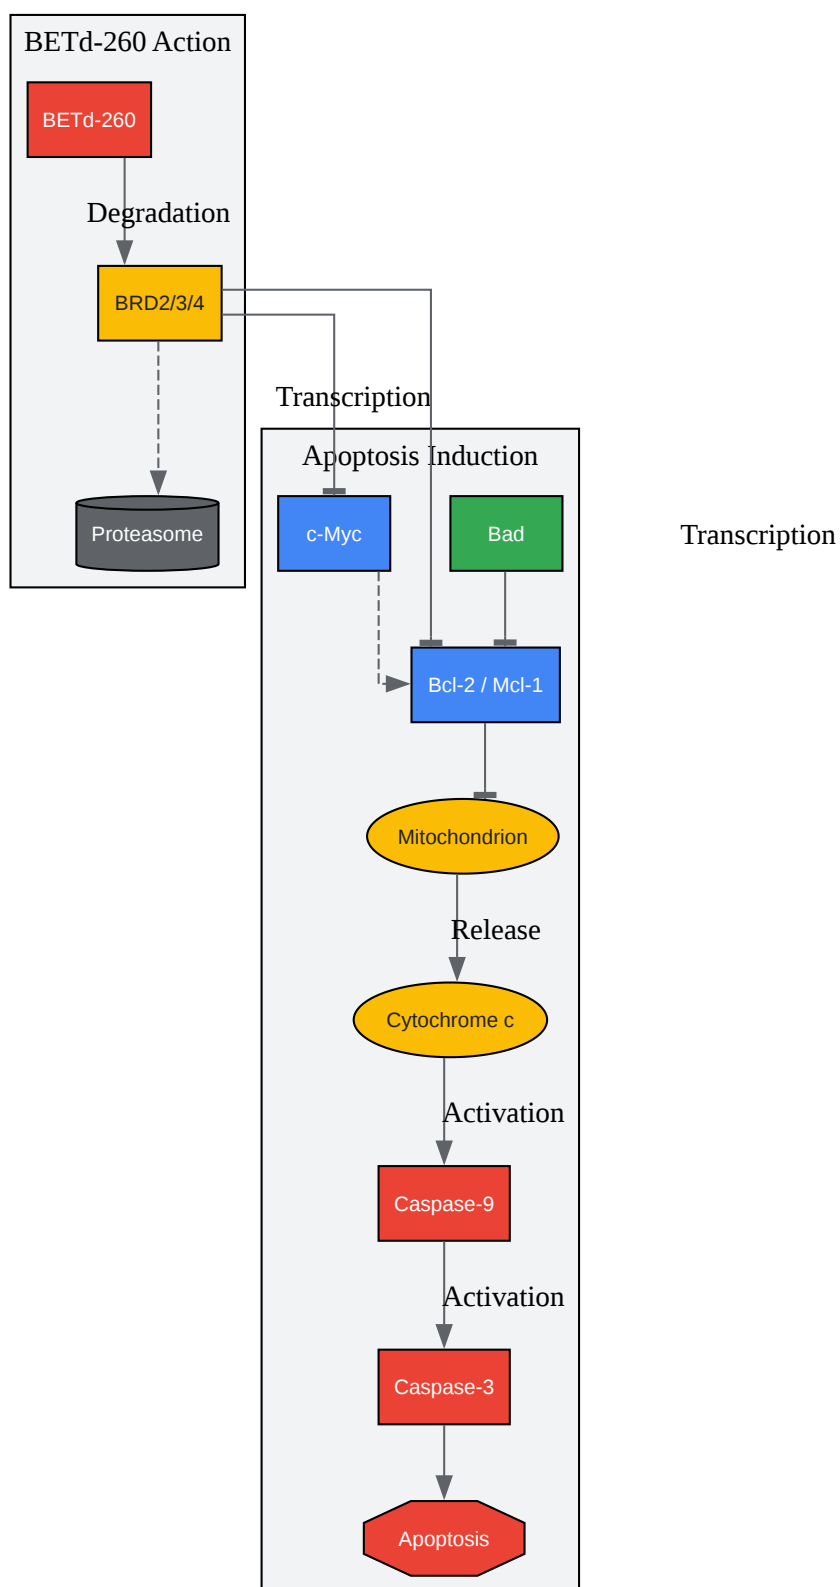 BETd-260 Action
BETd-260
Degradation
BRD2/3/4
Transcription
Apoptosis Induction
Proteasome
c-Myc
Bad
Transcription
Bcl-2 / Mcl-1
Mitochondrion
Release
Cytochrome c
Activation
Caspase-9
Activation
Caspase-3
Apoptosis